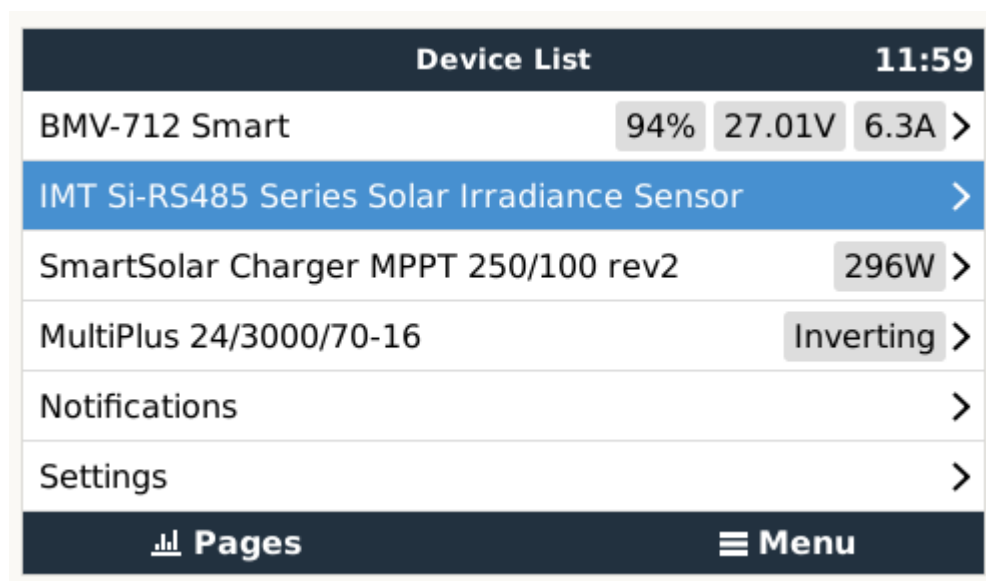 Device List 11:59
BMV-712 Smart 94% 27.01V 6.3A
IMT Si-RS485 Series Solar Irradiance Sensor
SmartSolar Charger MPPT 250/100 rev2 296W
MultiPlus 24/3000/70-16 Inverting
Notifications
Settings
Pages Menu